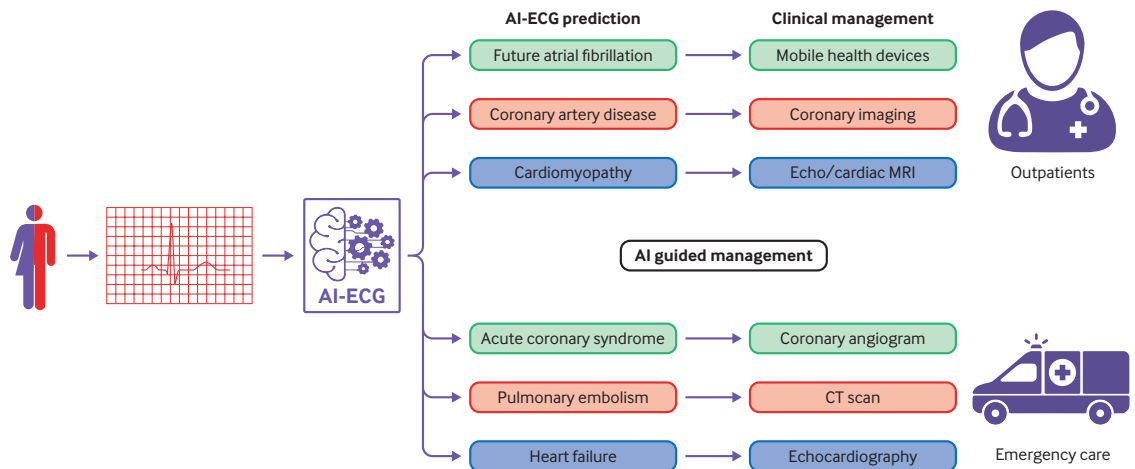 AI-ECG prediction
Clinical management
Future atrial fibrillation
Mobile health devices
Coronary artery disease
Coronary imaging
Cardiomyopathy
Echo/cardiac MRI
Outpatients
AI-ECG
AI guided management
Acute coronary syndrome
Coronary angiogram
Pulmonary embolism
CT scan
Heart failure
Echocardiography
Emergency care